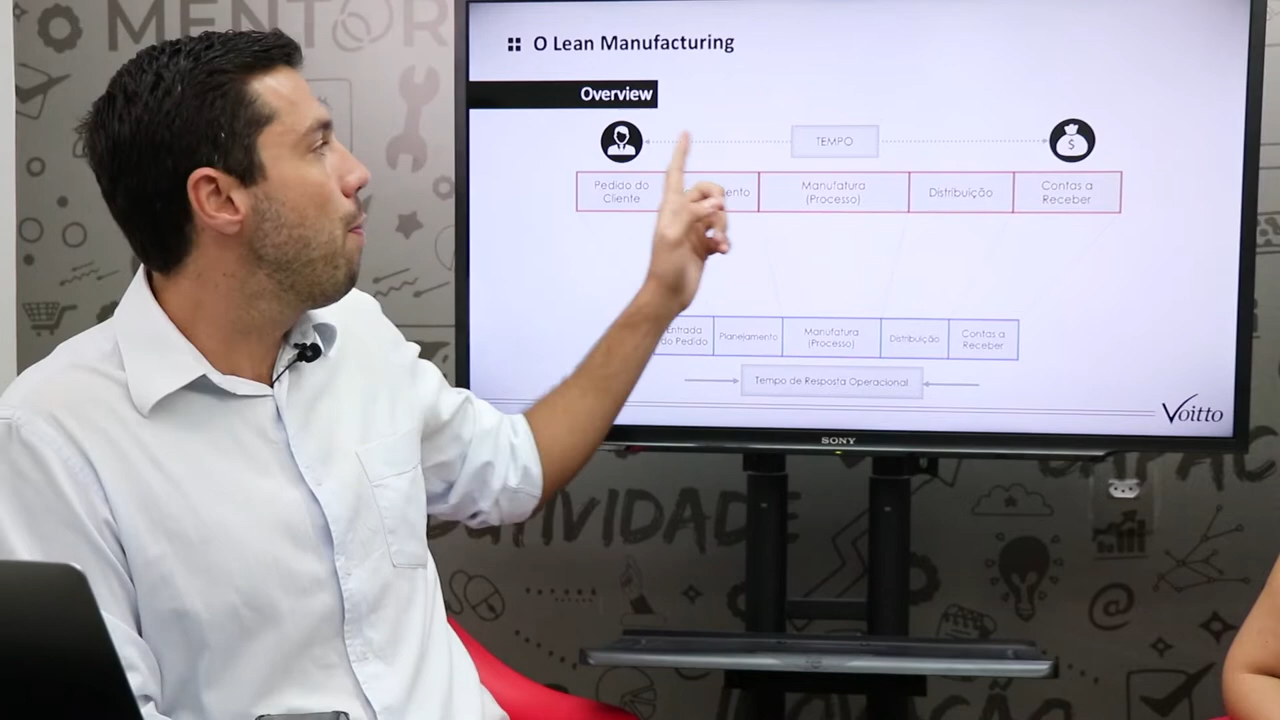 MENTOR
O Lean Manufacturing
Overview
TEMPO
Pedido do
Cliente
Manufatura
(Processo)
Distribuição
Contas a
Receber
Entrada
do Pedido
Planejamento
Manufatura
(Processo)
Distribuição
Contas a
Receber
Tempo de Resposta Operacional
Voitto
SONY